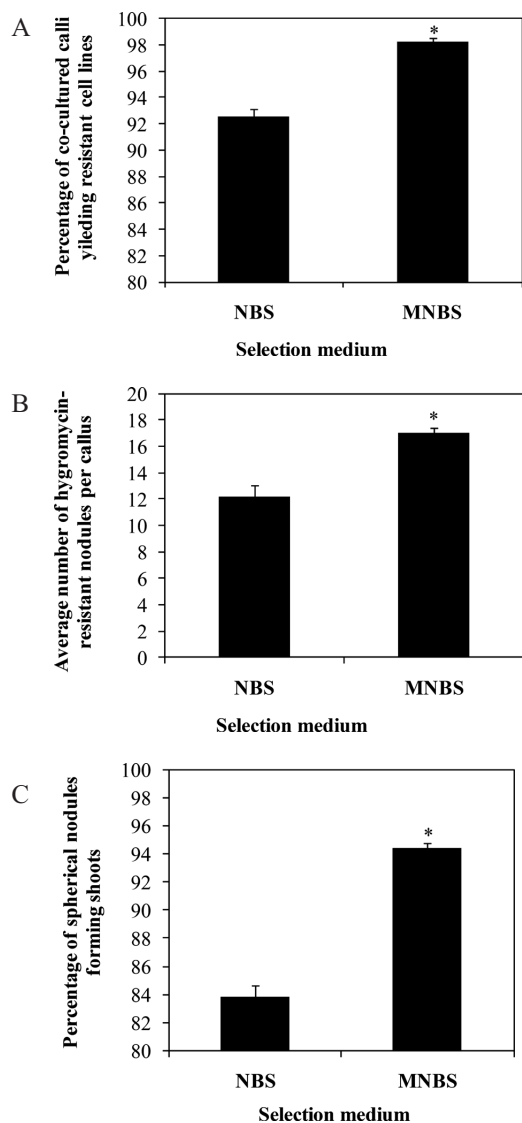 A
Percentage of co-cultured calli
yileding resistant cell lines
100
98
96
94
92
90
88
86
84
82
80
*
NBS
MNBS
Selection medium
B
Average number of hygromycin-
resistant nodules per callus
20
18
16
14
12
10
8
6
4
2
0
*
NBS
MNBS
Selection medium
C
Percentage of spherical nodules
forming shoots
100
98
96
94
92
90
88
86
84
82
80
*
NBS
MNBS
Selection medium